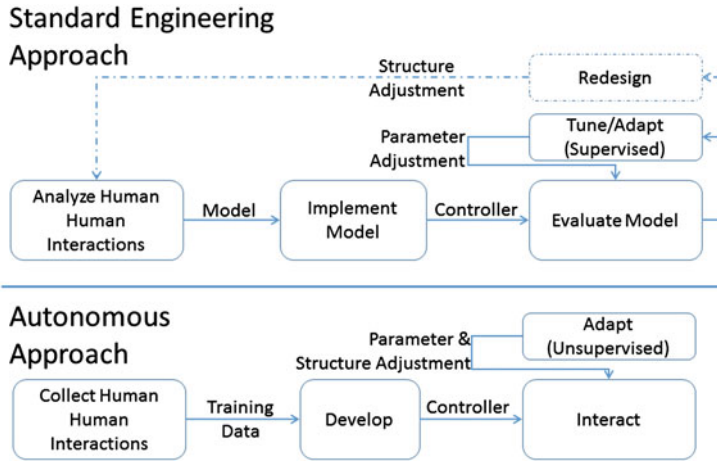 Standard Engineering
Approach
Structure
Adjustment
Redesign
Parameter
Adjustment
Tune/Adapt
(Supervised)
Analyze Human
Human
Interactions
Model
Implement
Model
Controller
Evaluate Model
Autonomous
Approach
Parameter &
Structure Adjustment
Adapt
(Unsupervised)
Collect Human
Human
Interactions
Training
Data
Develop
Controller
Interact